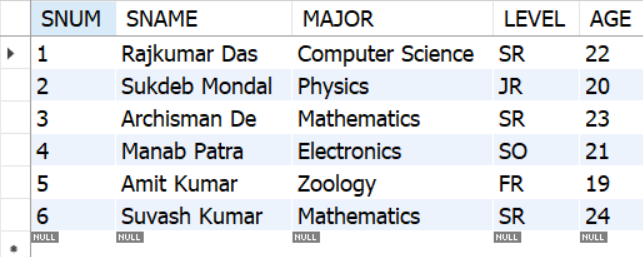 SNUM SNAME MAJOR LEVEL AGE
1 Rajkumar Das Computer Science SR 22
2 Sukdeb Mondal Physics JR 20
3 Archisman De Mathematics SR 23
4 Manab Patra Electronics SO 21
5 Amit Kumar Zoology FR 19
6 Suvash Kumar Mathematics SR 24
NULL NULL NULL NULL NULL